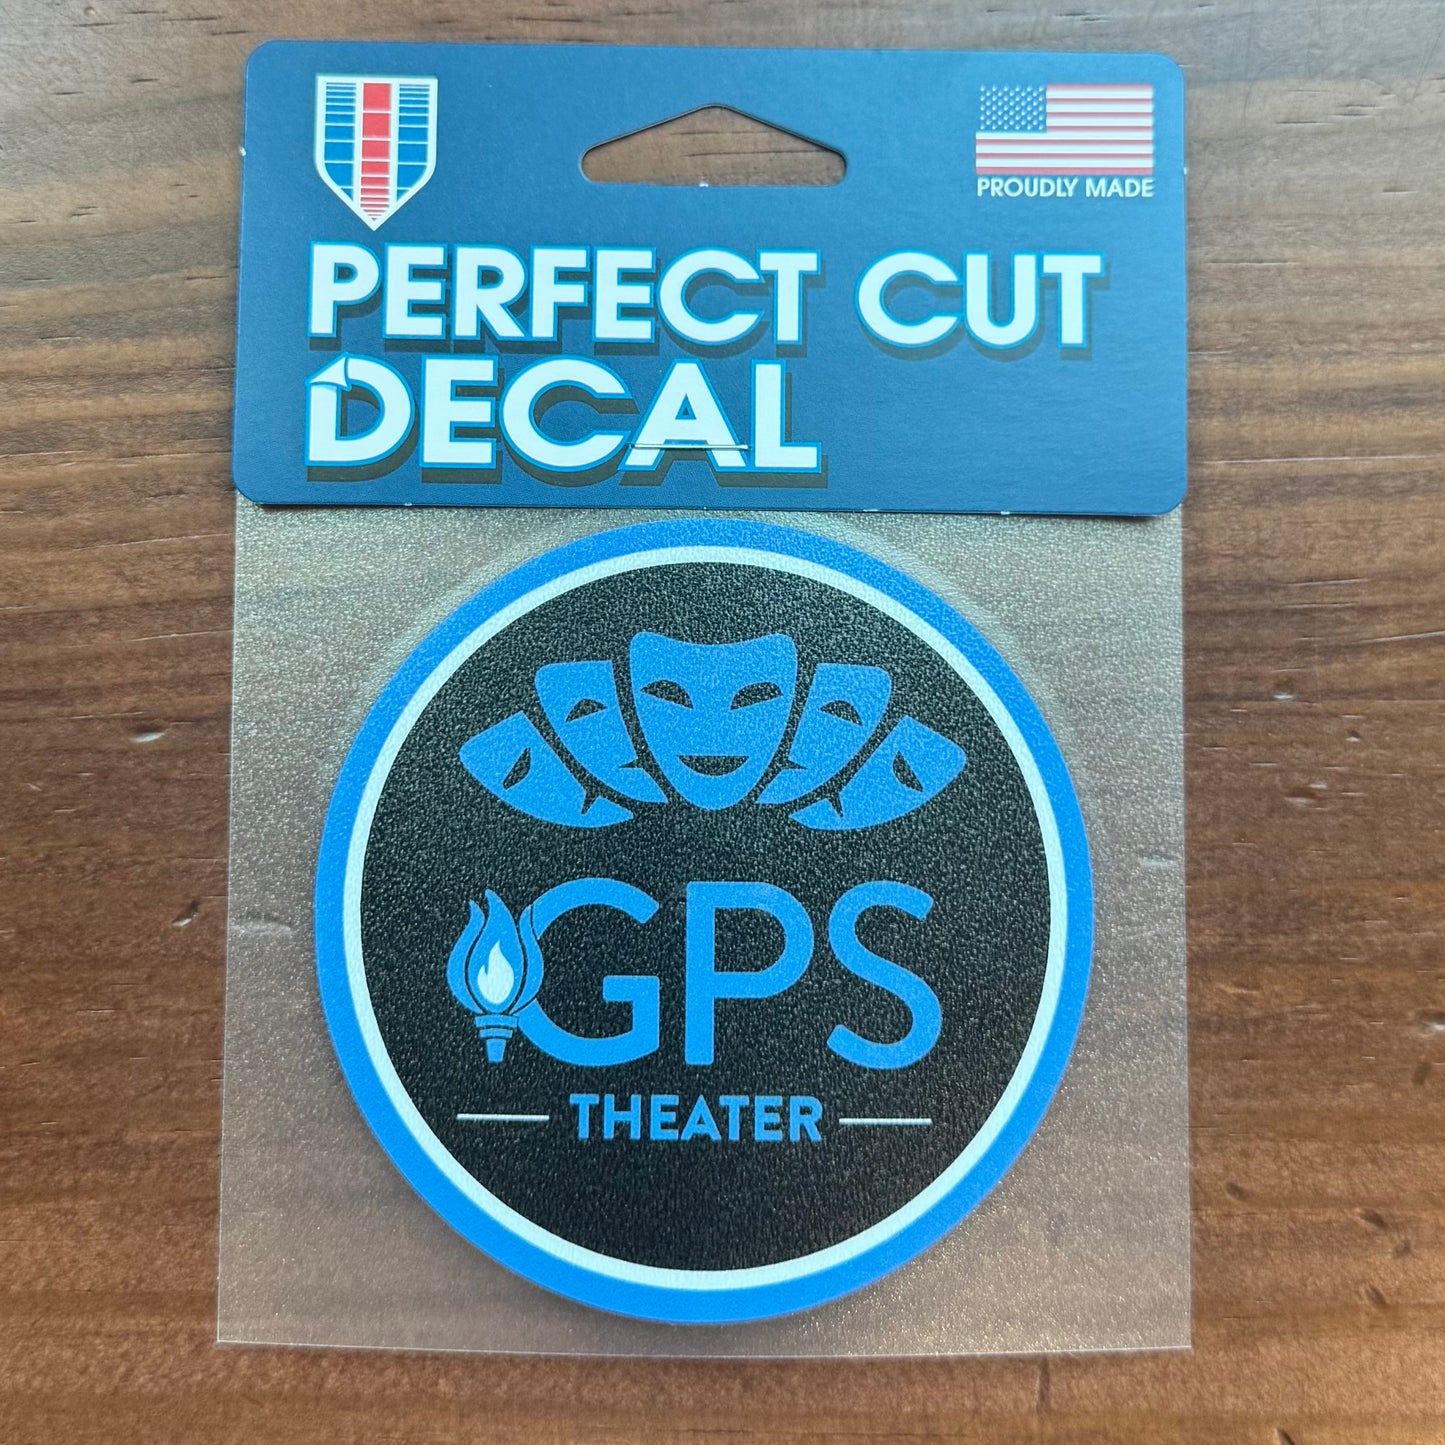 PROUDLY MADE
PERFECT CUT
DECAL
GPS
THEATER